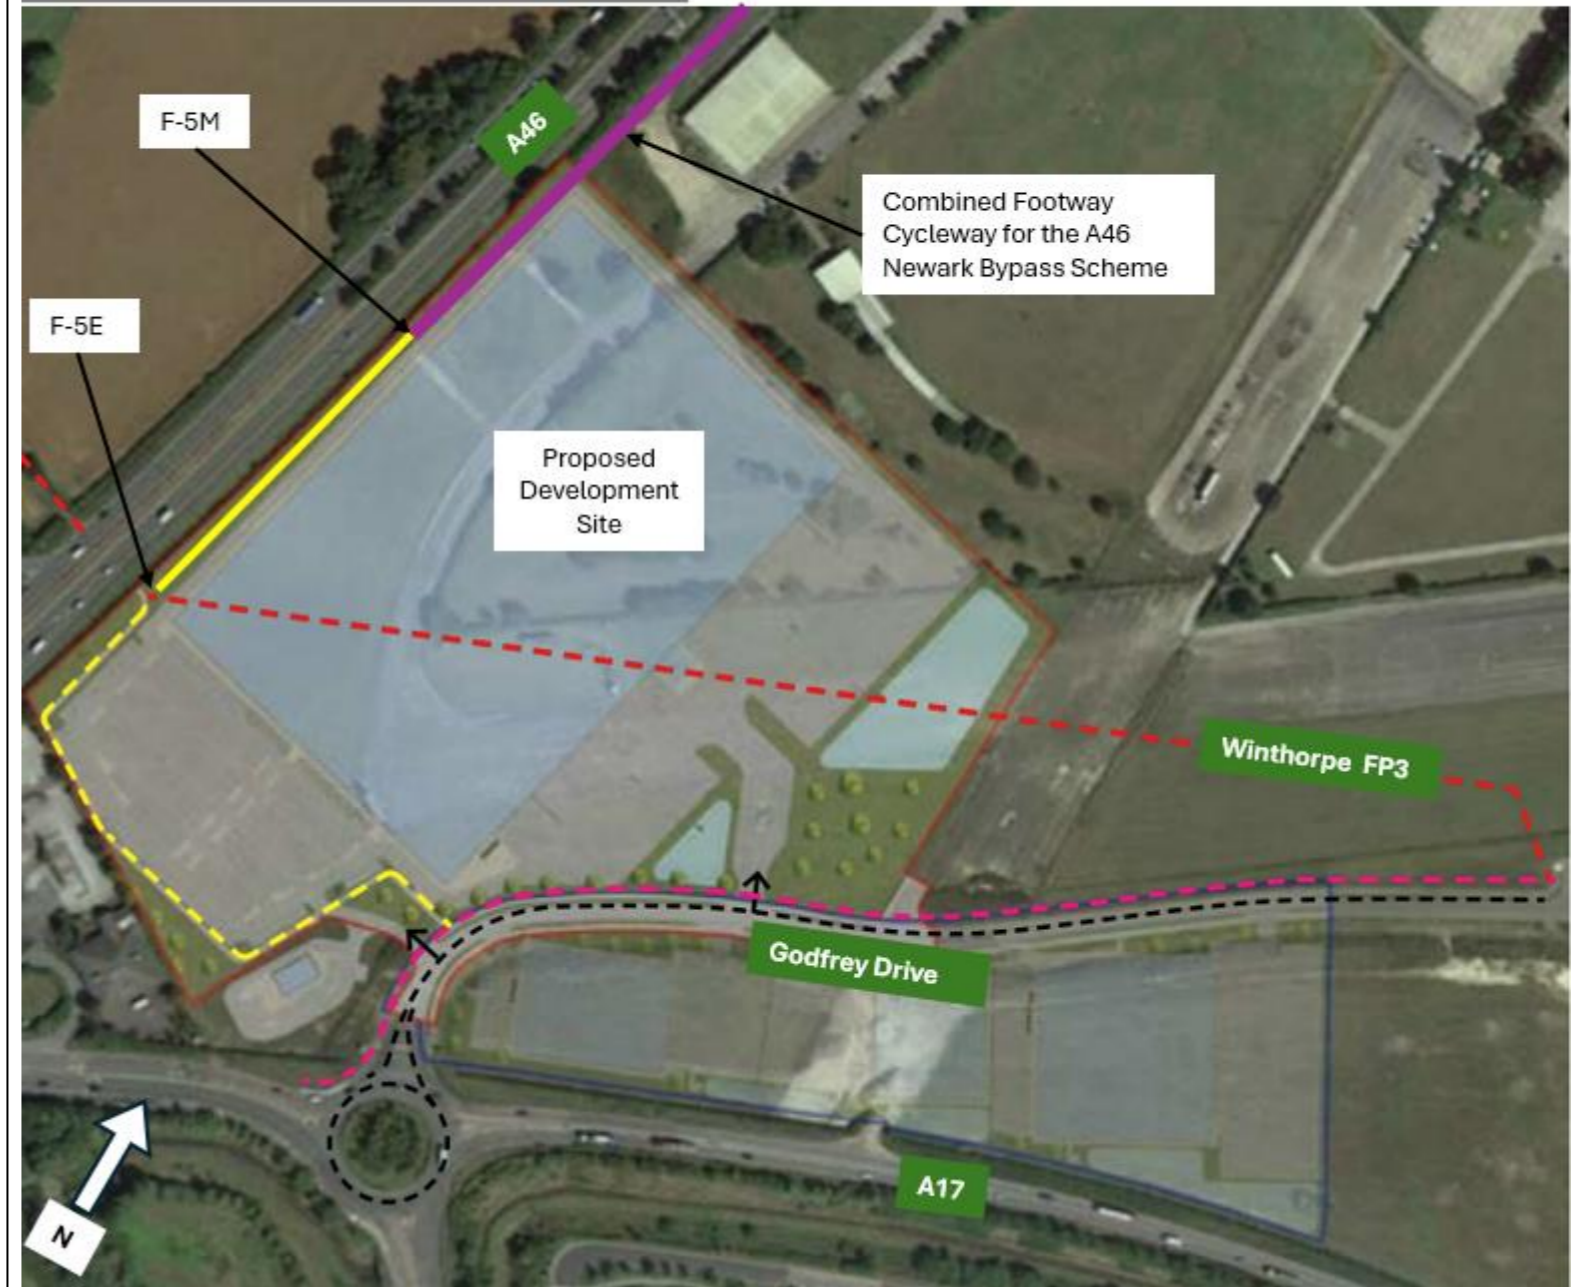 F-5M
A46
Combined Footway
Cycleway for the A46
Newark Bypass Scheme
F-5E
Proposed
Development
Site
Winthorpe FP3
Godfrey Drive
A17
N